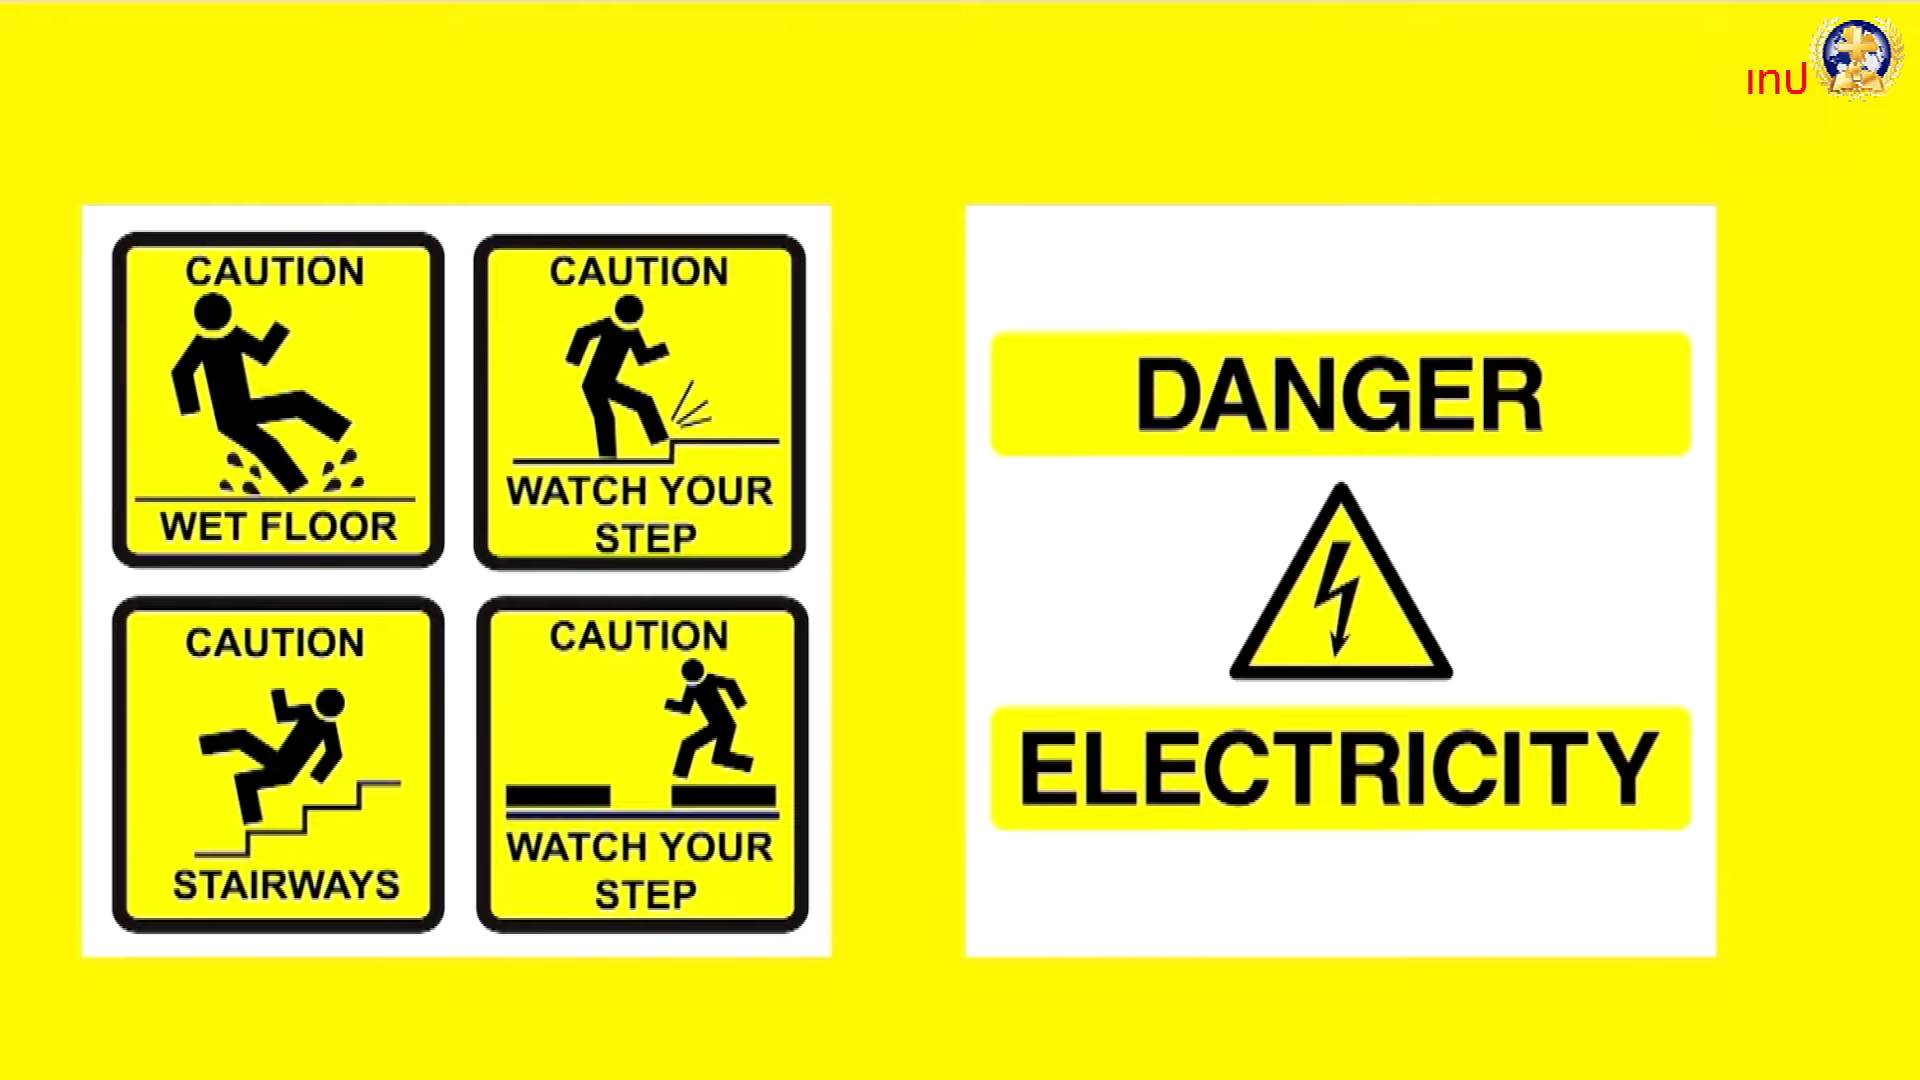 เทป
CAUTION
WET FLOOR
CAUTION
WATCH YOUR
STEP
CAUTION
STAIRWAYS
CAUTION
WATCH YOUR
STEP
DANGER
ELECTRICITY